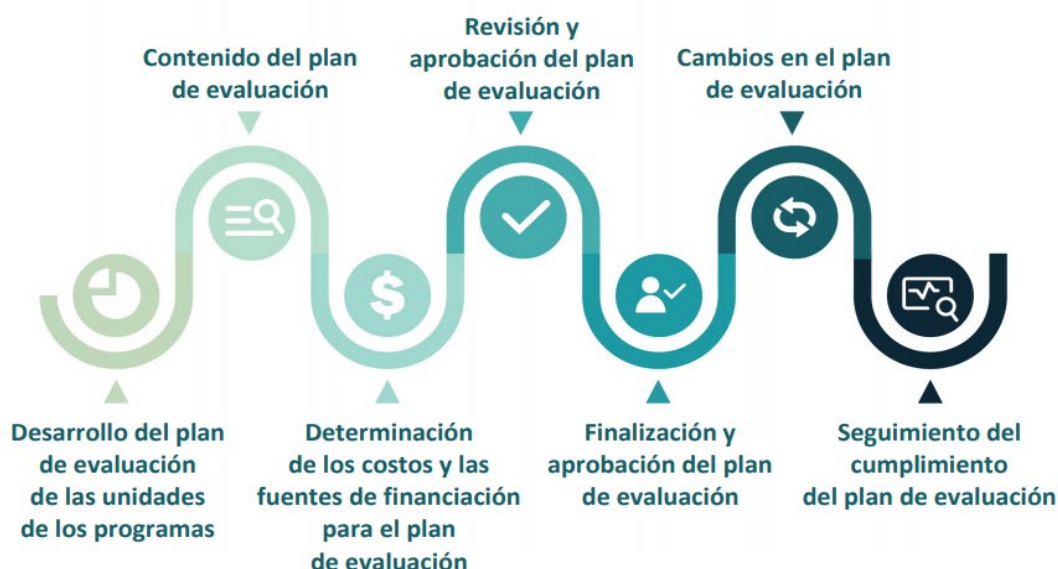 Desarrollo del plan
de evaluación
de las unidades
de los programas
Contenido del plan
de evaluación
Determinación
de los costos y las
fuentes de financiación
para el plan
de evaluación
Revisión y
aprobación del plan
de evaluación
Finalización y
aprobación del plan
de evaluación
Cambios en el plan
de evaluación
Seguimiento del
cumplimiento
del plan de evaluación
$